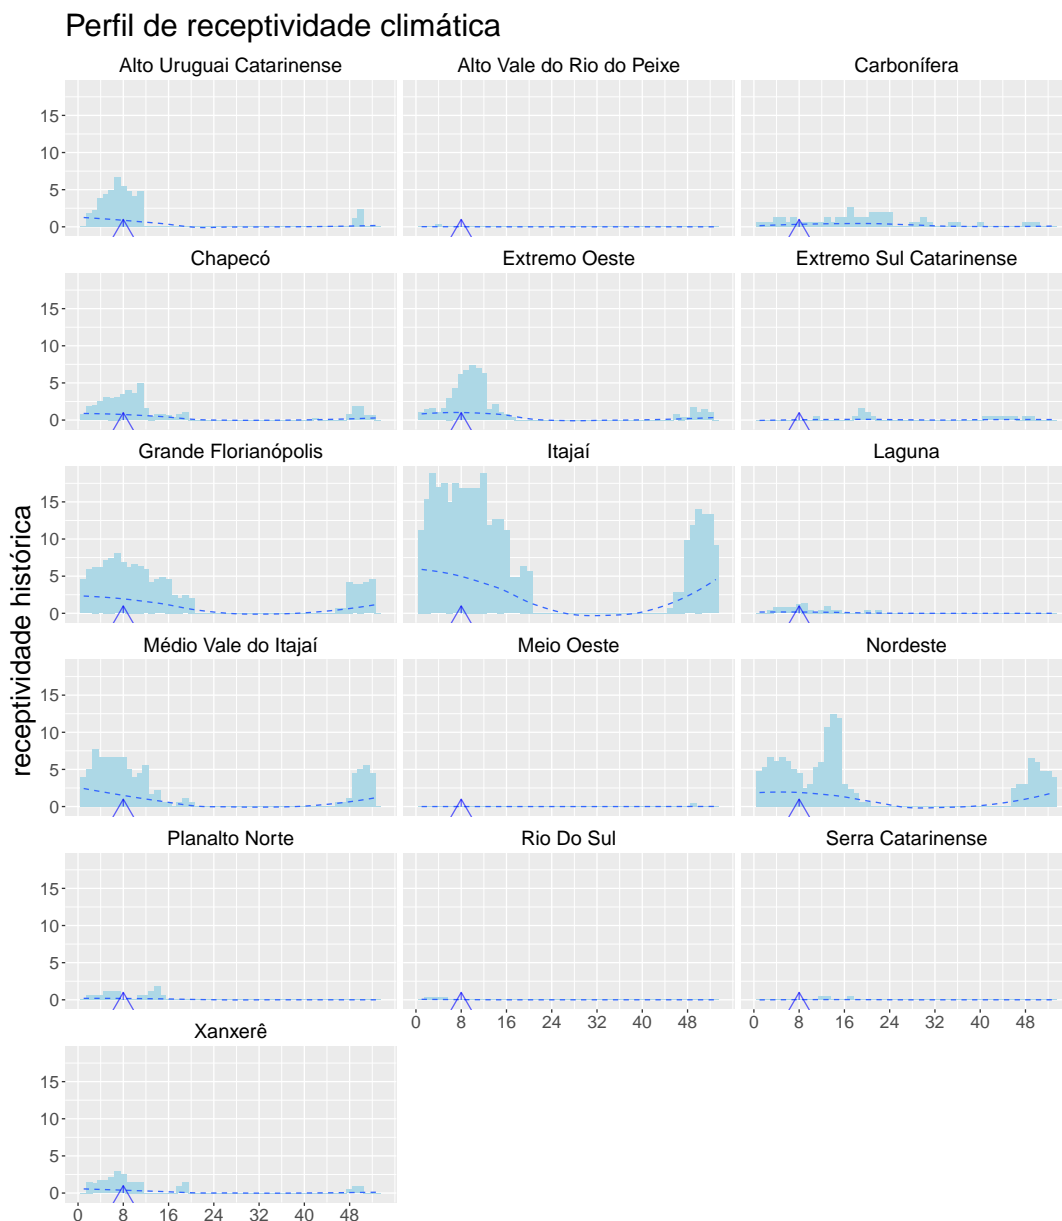 Perfil de receptividade climática
Alto Uruguai Catarinense Alto Vale do Rio do Peixe Carbonífera
15
10
5
0
Chapecó Extremo Oeste Extremo Sul Catarinense
15
10
5
0
Grande Florianópolis Itajaí Laguna
15
10
5
0
receptividade histórica
Médio Vale do Itajaí Meio Oeste Nordeste
15
10
5
0
Planalto Norte Rio Do Sul Serra Catarinense
15
10
5
0
0 8 16 24 32 40 48 0 8 16 24 32 40 48
Xanxerê
15
10
5
0
0 8 16 24 32 40 48